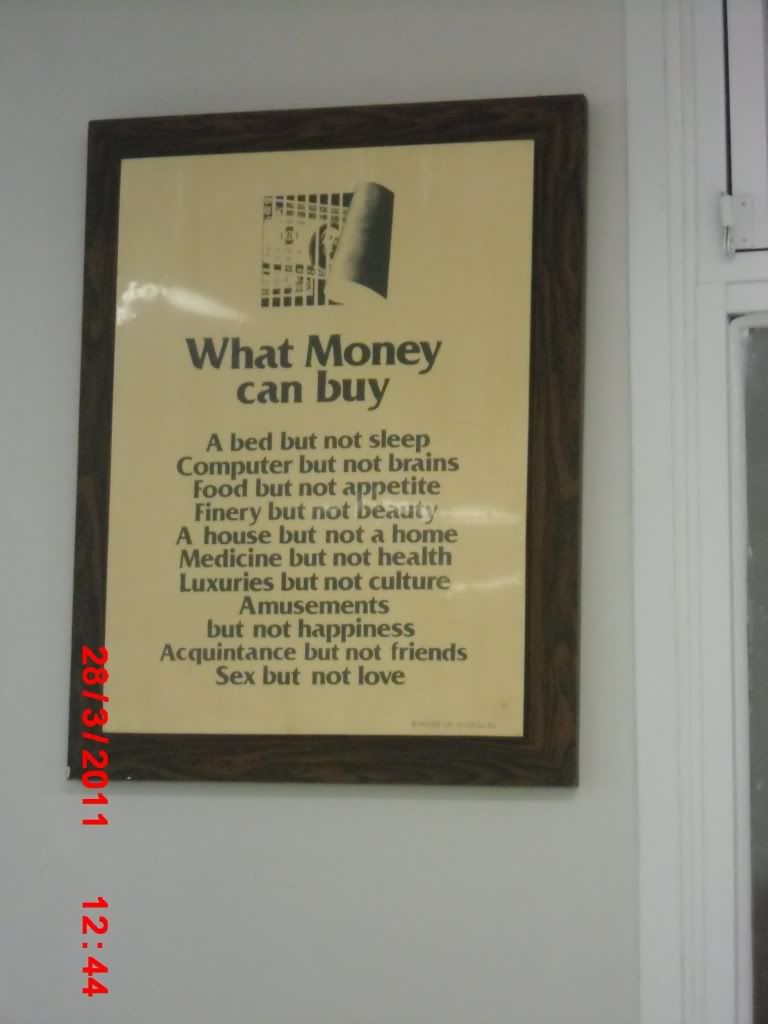 What Money
can buy
A bed but not sleep
Computer but not brains
Food but not appetite
Finery but not beauty
A house but not a home
Medicine but not health
Luxuries but not culture
Amusements
but not happiness
Acquintance but not friends
Sex but not love
28/3/2011 12:44